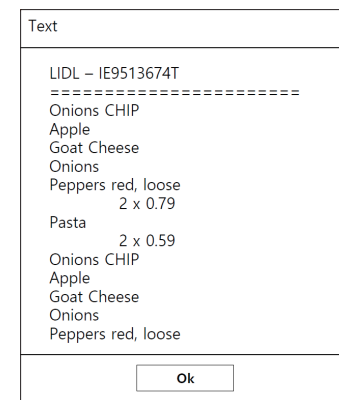 Text
LIDL – IE9513674T
=======================
Onions CHIP
Apple
Goat Cheese
Onions
Peppers red, loose
2 x 0.79
Pasta
2 x 0.59
Onions CHIP
Apple
Goat Cheese
Onions
Peppers red, loose
Ok